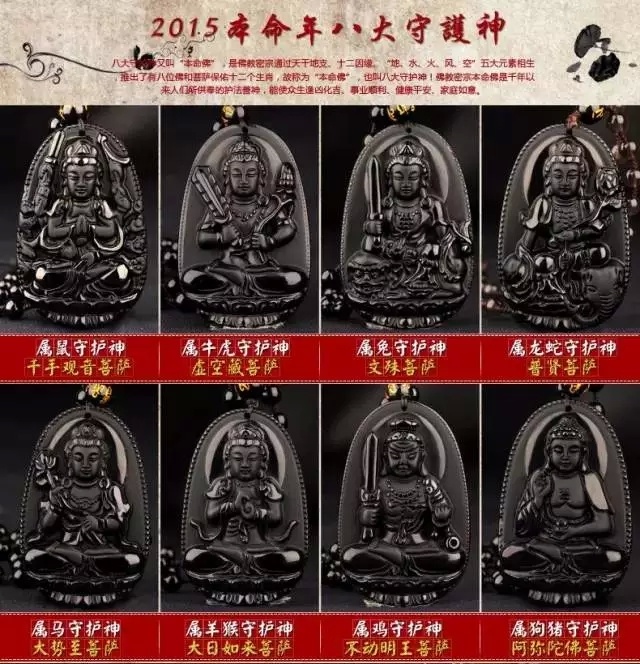 2015本命年八大守護神
八大守护神又叫“本命佛”，是佛教密宗通过天干地支、十二因缘。“地、水、火、风、空”五大元素相生
，推出了有八位佛和菩萨保佑十二个生肖，故称为“本命佛”，也叫八大守护神！佛教密宗本命佛是千年以
来人们所供奉的护法善神，能使众生逢凶化吉、事业顺利、健康平安、家庭如意。
属鼠守护神
千手观音菩萨
属牛虎守护神
虚空藏菩萨
属兔守护神
文殊菩萨
属龙蛇守护神
普贤菩萨
属马守护神
大势至菩萨
属羊猴守护神
大日如来菩萨
属鸡守护神
不动明王菩萨
属狗猪守护神
阿弥陀佛菩萨